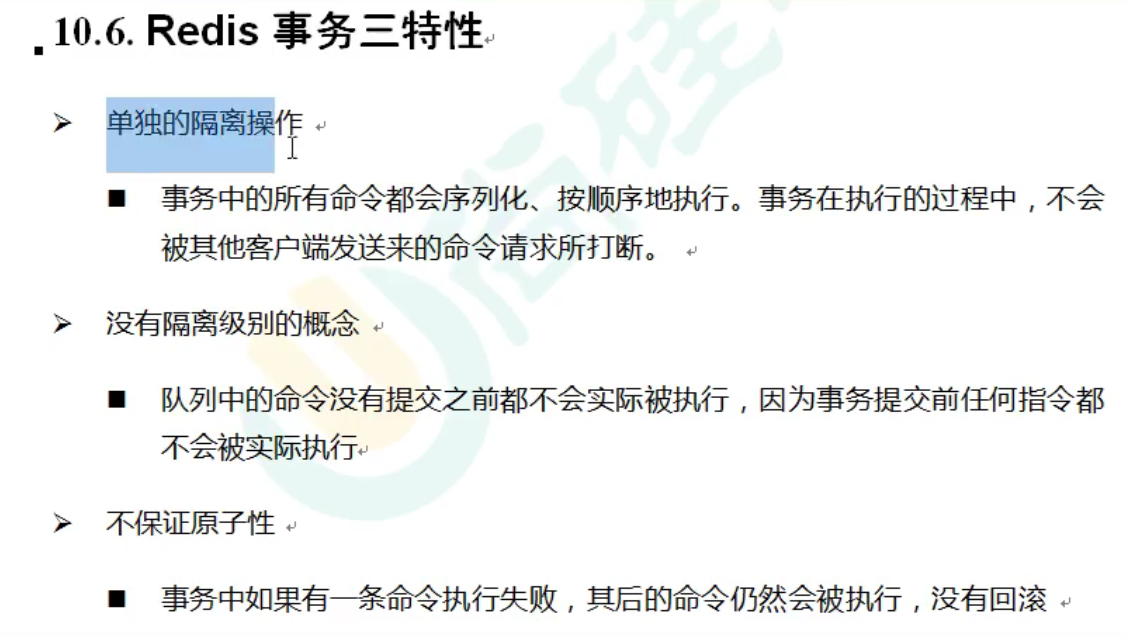 10.6. Redis 事务三特性
单独的隔离操作
事务中的所有命令都会序列化、按顺序地执行。事务在执行的过程中，不会
被其他客户端发送来的命令请求所打断。
没有隔离级别的概念
队列中的命令没有提交之前都不会实际被执行，因为事务提交前任何指令都
不会被实际执行
不保证原子性
事务中如果有一条命令执行失败，其后的命令仍然会被执行，没有回滚